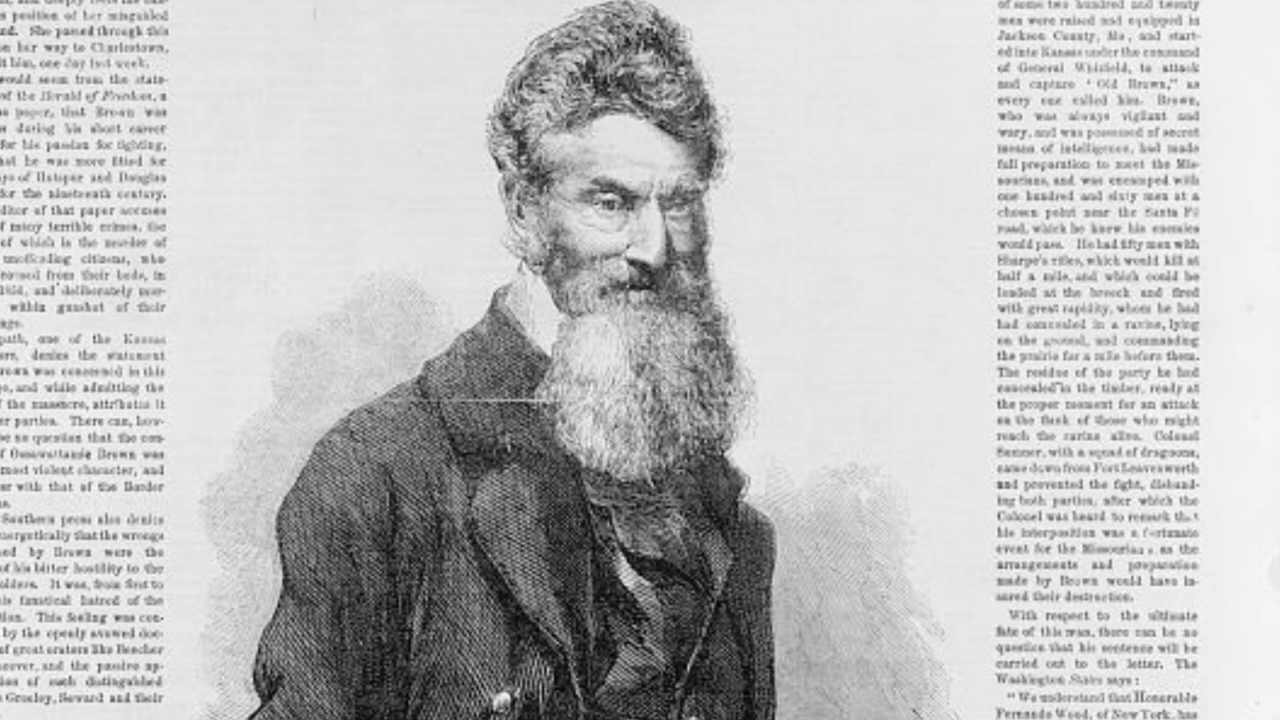 position of her misguided
She passed through this
on her way to Charlestown,
it him, one day last week.
would seem from the state-
of the Herald of Freedom, a
paper, that Brown was
during his short career
for his passion for fighting,
that he was more fitted for
of Hotspur and Douglas
for the nineteenth century.
editor of that paper accuses
of many terrible crimes, the
of which is the murder of
unoffending citizens, who
from their beds, in
1856, and deliberately mur-
within gunshot of their
path, one of the Kansas
denies the statement
Brown was concerned in this
and while admitting the
the massacre, attributes it
parties. There can, how-
no question that the con-
of Ossawattamie Brown was
most violent character, and
with that of the Border
Southern press also denies
energetically that the wrongs
by Brown were the
of his bitter hostility to the
It was, from first to
fanatical hatred of the
This feeling was con-
by the openly avowed doc-
of great orators like Beecher
and the passive ap-
of such distinguished
Greeley, Seward and their
of some two hundred and twenty
men were raised and equipped in
Jackson County, Mo, and start-
ed into Kansas under the command
of General Whitfield, to attack
and capture "Old Brown," as
every one called him. Brown,
who was always vigilant and
wary, and was possessed of secret
means of intelligence, had made
full preparation to meet the Mis-
sourians, and was encamped with
one hundred and sixty men at a
chosen point near the Santa Fé
road, which he knew his enemies
would pass. He had fifty men with
Sharpe's rifles, which would kill at
half a mile, and which could be
loaded at the breech and fired
with great rapidity, whom he had
had concealed in a ravine, lying
on the ground, and commanding
the prairie for a mile before them.
The residue of the party he had
concealed in the timber, ready at
the proper moment for an attack
on the flank of those who might
reach the ravine alive. Colonel
Sumner, with a squad of dragoons,
came down from Fort Leavenworth
and prevented the fight, disband-
ing both parties, after which the
Colonel was heard to remark that
his interposition was a fortunate
event for the Missourians as the
arrangements and preparation
made by Brown would have in-
sured their destruction.
With respect to the ultimate
fate of this man, there can be no
question that his sentence will be
carried out to the letter. The
Washington States says:
"We understand that Honorable
Fernando Wood, of New York, has